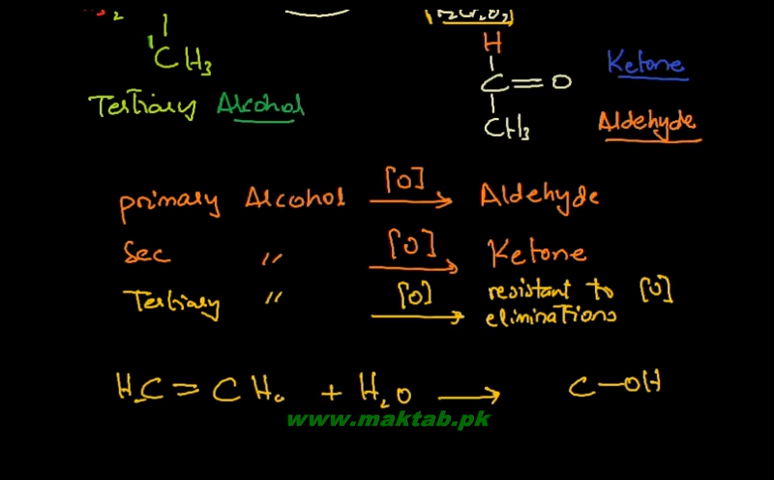 CH₃
Tertiary Alcohol
H
C=O
CH₃
Ketone
Aldehyde
primary Alcohol [O] Aldehyde
Sec " [O] Ketone
Tertiary " [O] resistant to [O]
eliminations
H₂C = CH₂ + H₂O → C-OH
www.maktab.pk